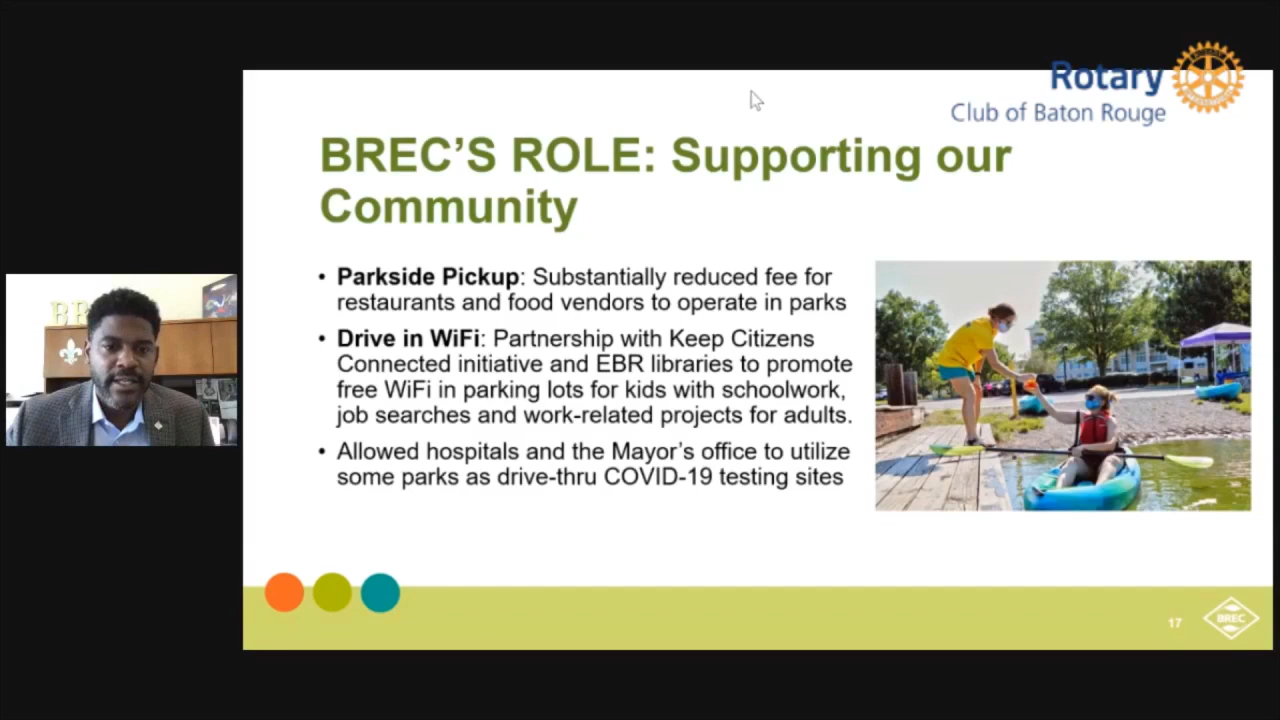 Rotary
Club of Baton Rouge
BREC’S ROLE: Supporting our
Community
• Parkside Pickup: Substantially reduced fee for
restaurants and food vendors to operate in parks
• Drive in WiFi: Partnership with Keep Citizens
Connected initiative and EBR libraries to promote
free WiFi in parking lots for kids with schoolwork,
job searches and work-related projects for adults.
• Allowed hospitals and the Mayor’s office to utilize
some parks as drive-thru COVID-19 testing sites
17
BREC